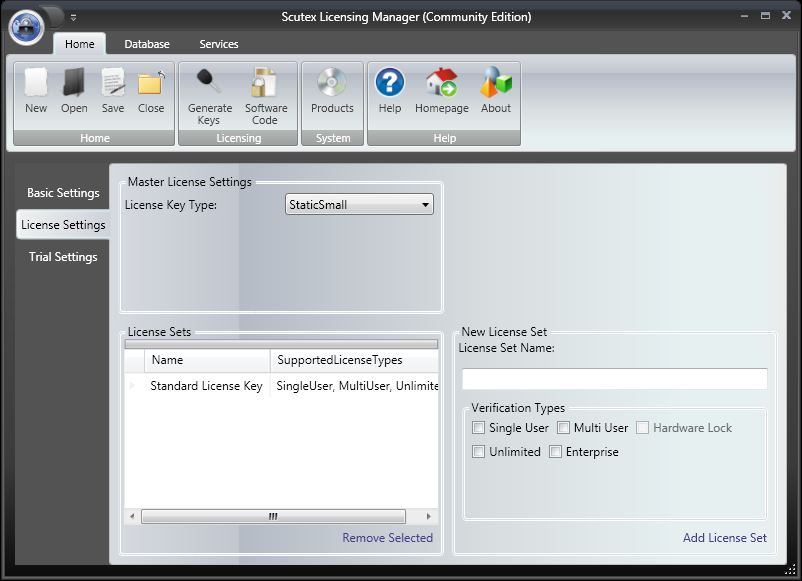 Scutex Licensing Manager (Community Edition)
Home Database Services
New Open Save Close Generate Keys Software Code Products Help Homepage About
Home Licensing System Help
Basic Settings
License Settings
Trial Settings
Master License Settings
License Key Type: StaticSmall
License Sets
Name SupportedLicenseTypes
Standard License Key SingleUser, MultiUser, Unlimite
Remove Selected
New License Set
License Set Name:
Verification Types
Single User Multi User Hardware Lock
Unlimited Enterprise
Add License Set